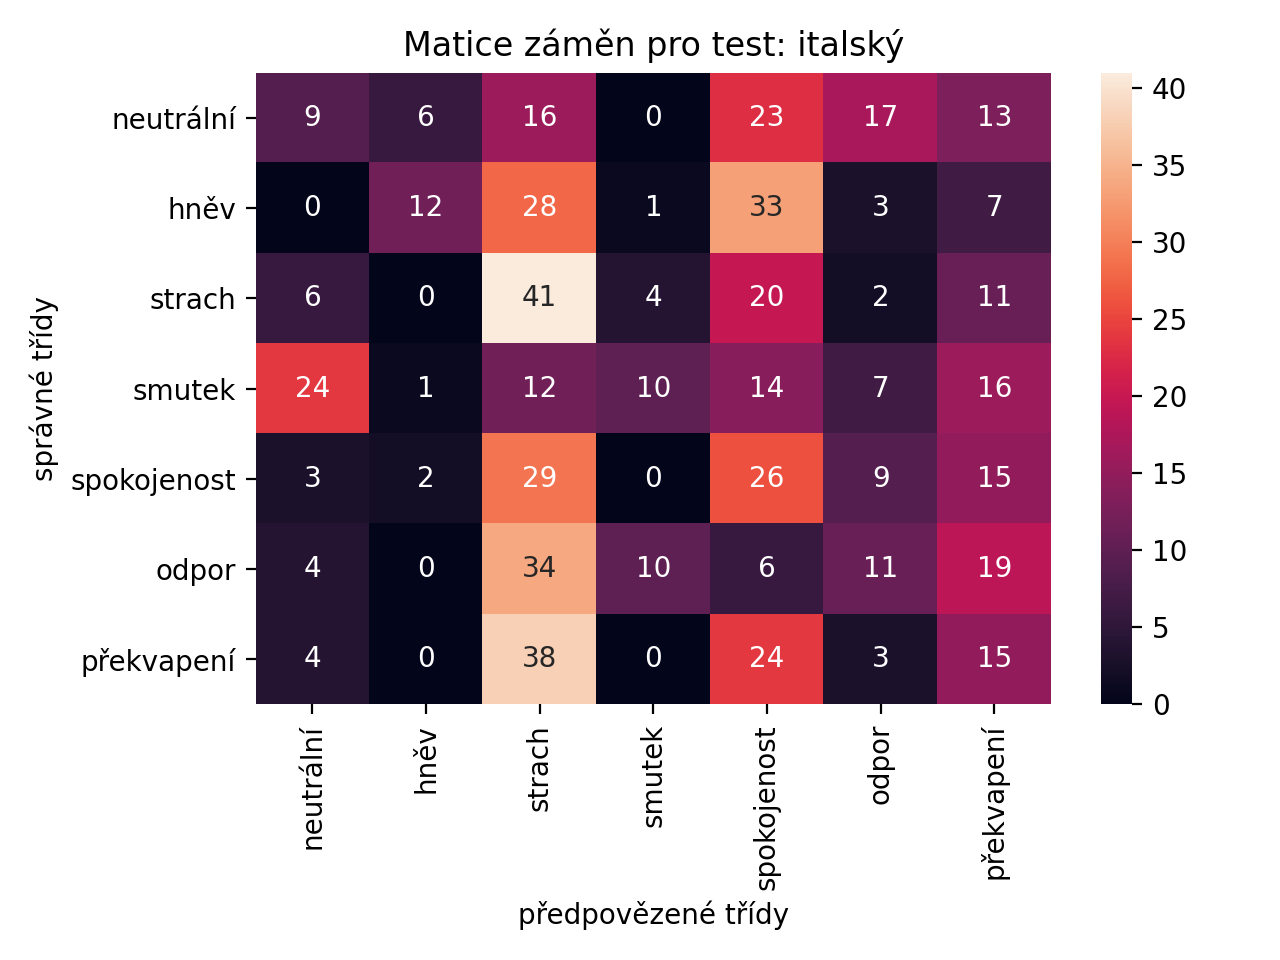 Matice záměn pro test: italský
neutrální 9 6 16 0 23 17 13
hněv 0 12 28 1 33 3 7
strach 6 0 41 4 20 2 11
smutek 24 1 12 10 14 7 16
spokojenost 3 2 29 0 26 9 15
odpor 4 0 34 10 6 11 19
překvapení 4 0 38 0 24 3 15
správné třídy
neutrální hněv strach smutek spokojenost odpor překvapení
předpovězené třídy
40
35
30
25
20
15
10
5
0